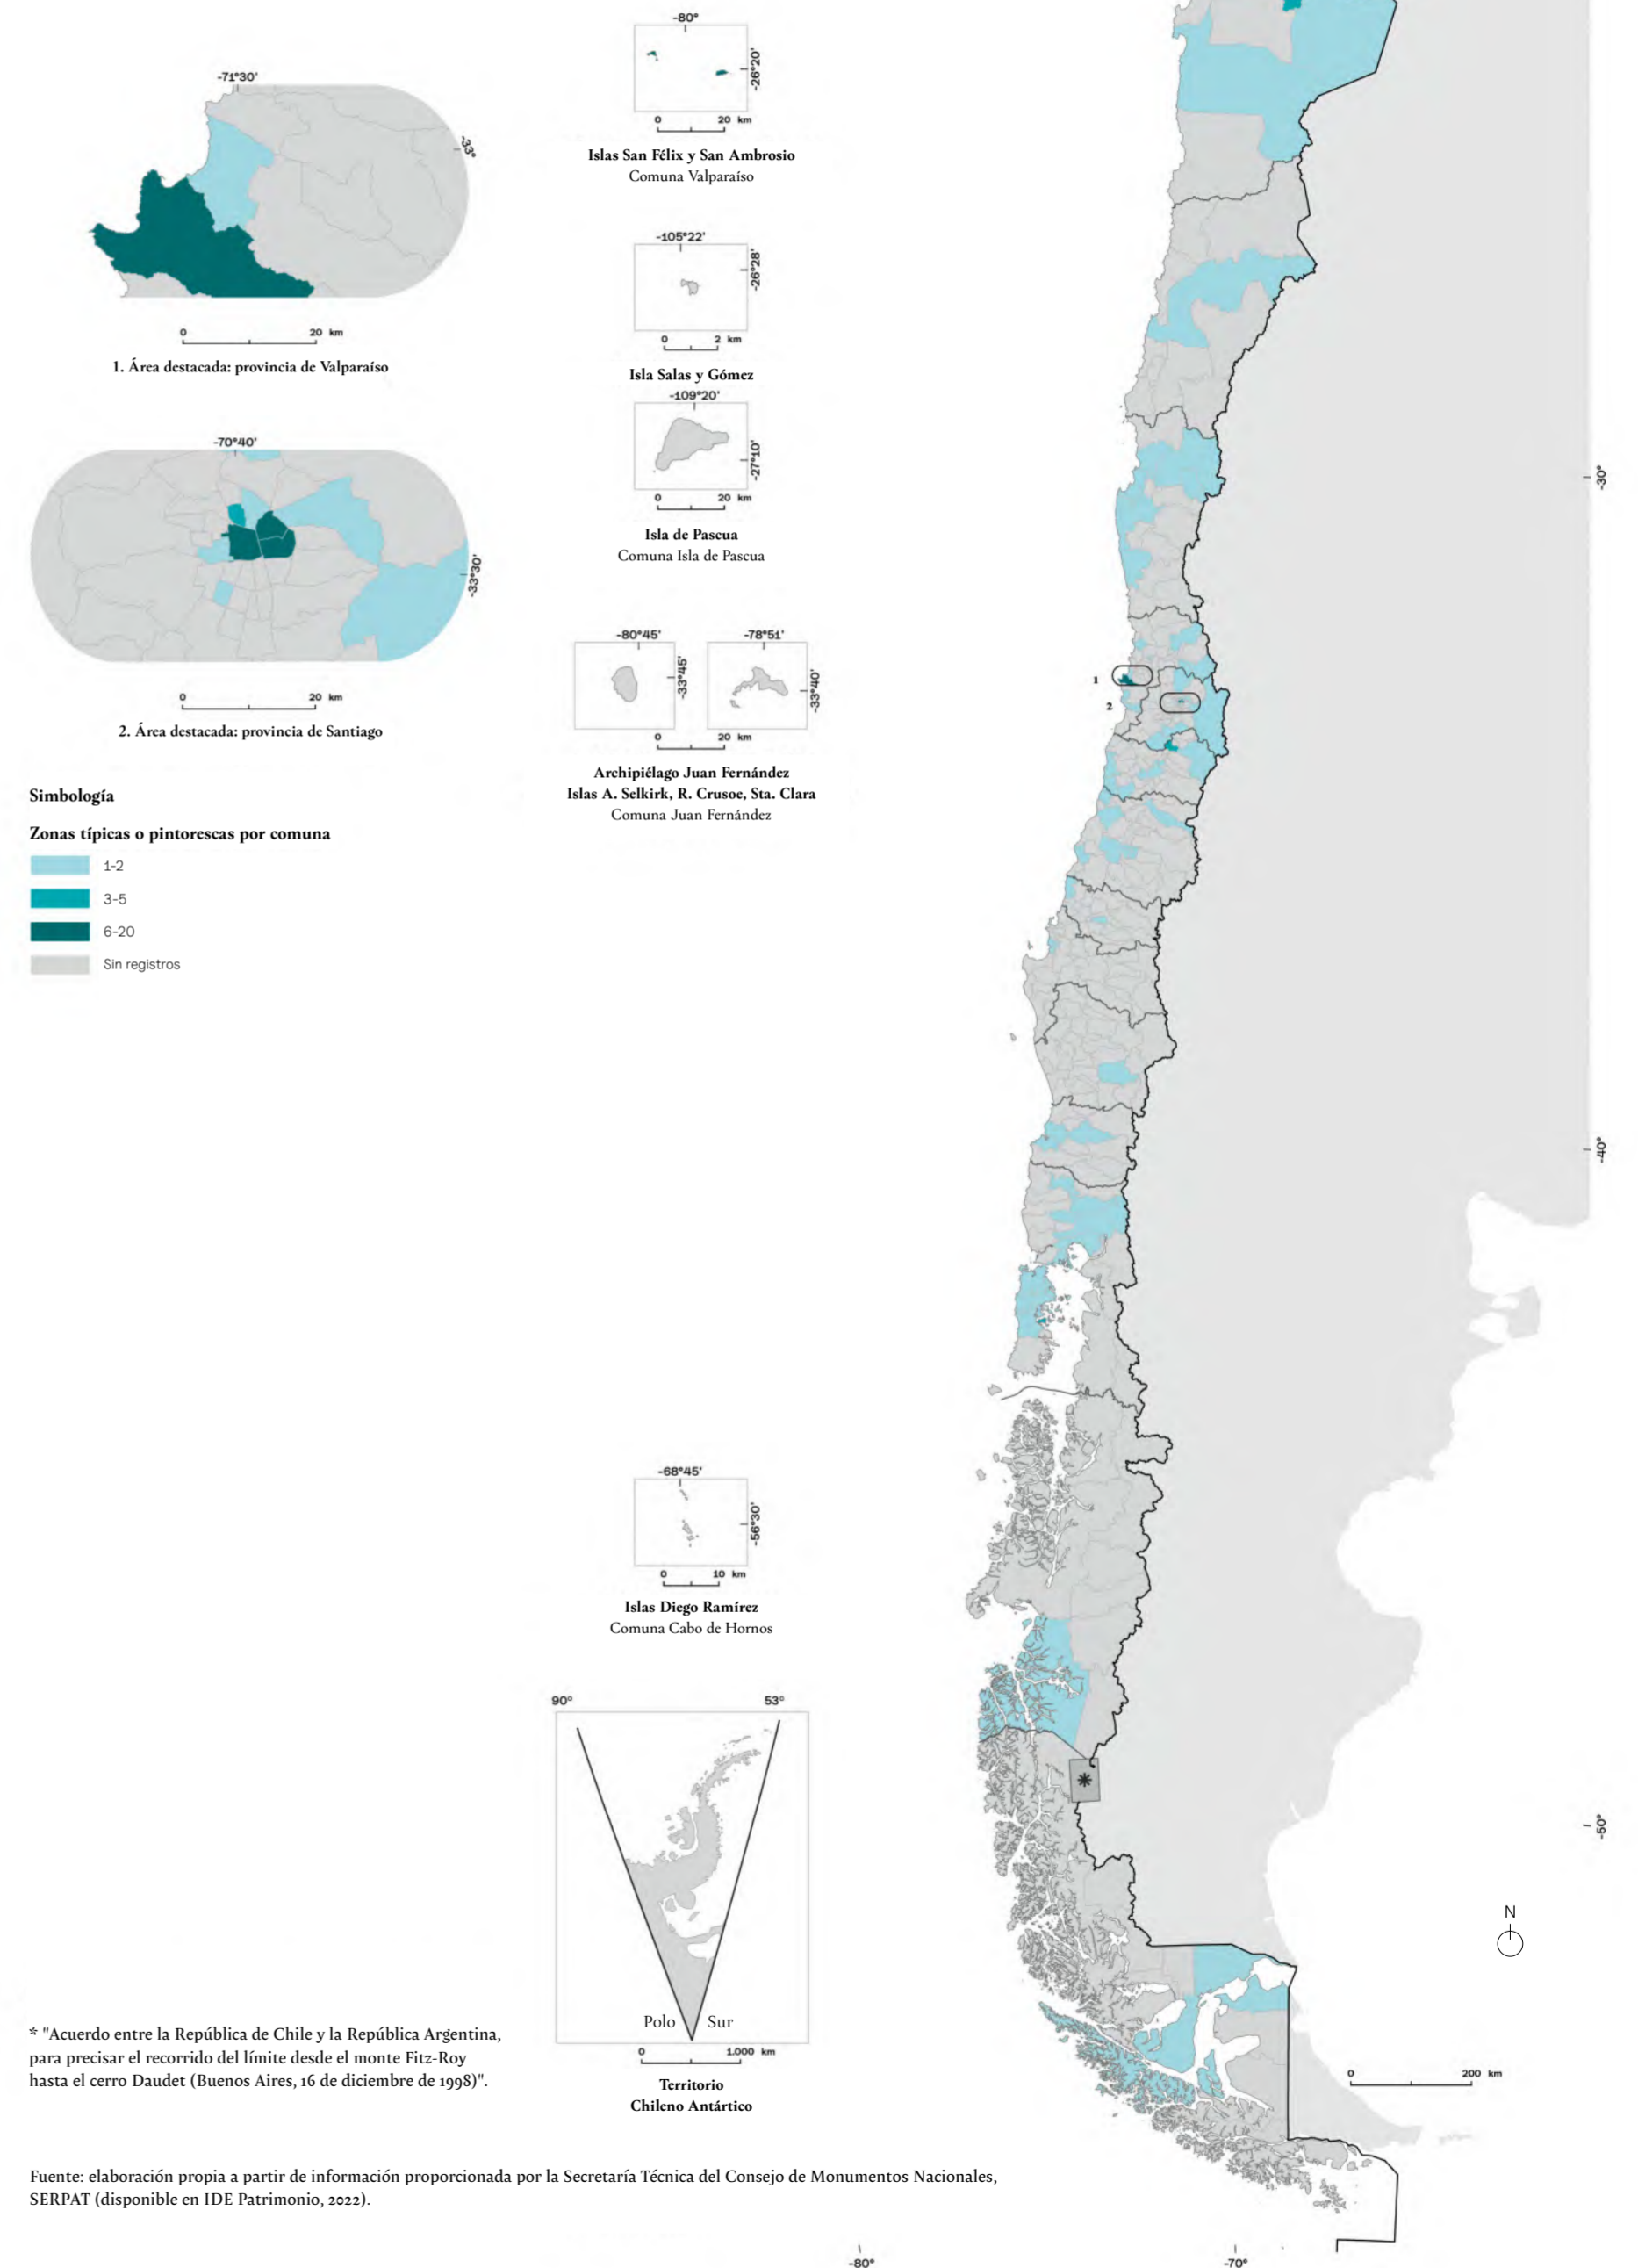 -71°30'
-33°
0 20 km
1. Área destacada: provincia de Valparaíso
-70°40'
-33°30'
0 20 km
2. Área destacada: provincia de Santiago
Simbología
Zonas típicas o pintorescas por comuna
1-2
3-5
6-20
Sin registros
-80°
-26°20'
0 20 km
Islas San Félix y San Ambrosio
Comuna Valparaíso
-105°22'
-26°28'
0 2 km
Isla Salas y Gómez
-109°20'
-27°10'
0 20 km
Isla de Pascua
Comuna Isla de Pascua
-80°45'
-33°45'
-78°51'
-33°40'
0 20 km
Archipiélago Juan Fernández
Islas A. Selkirk, R. Crusoe, Sta. Clara
Comuna Juan Fernández
-68°45'
-56°30'
0 10 km
Islas Diego Ramírez
Comuna Cabo de Hornos
90° 53°
Polo Sur
0 1.000 km
Territorio
Chileno Antártico
1
2
*
-30°
-40°
-50°
N
0 200 km
-80° -70°
* "Acuerdo entre la República de Chile y la República Argentina,
para precisar el recorrido del límite desde el monte Fitz-Roy
hasta el cerro Daudet (Buenos Aires, 16 de diciembre de 1998)".
Fuente: elaboración propia a partir de información proporcionada por la Secretaría Técnica del Consejo de Monumentos Nacionales,
SERPAT (disponible en IDE Patrimonio, 2022).